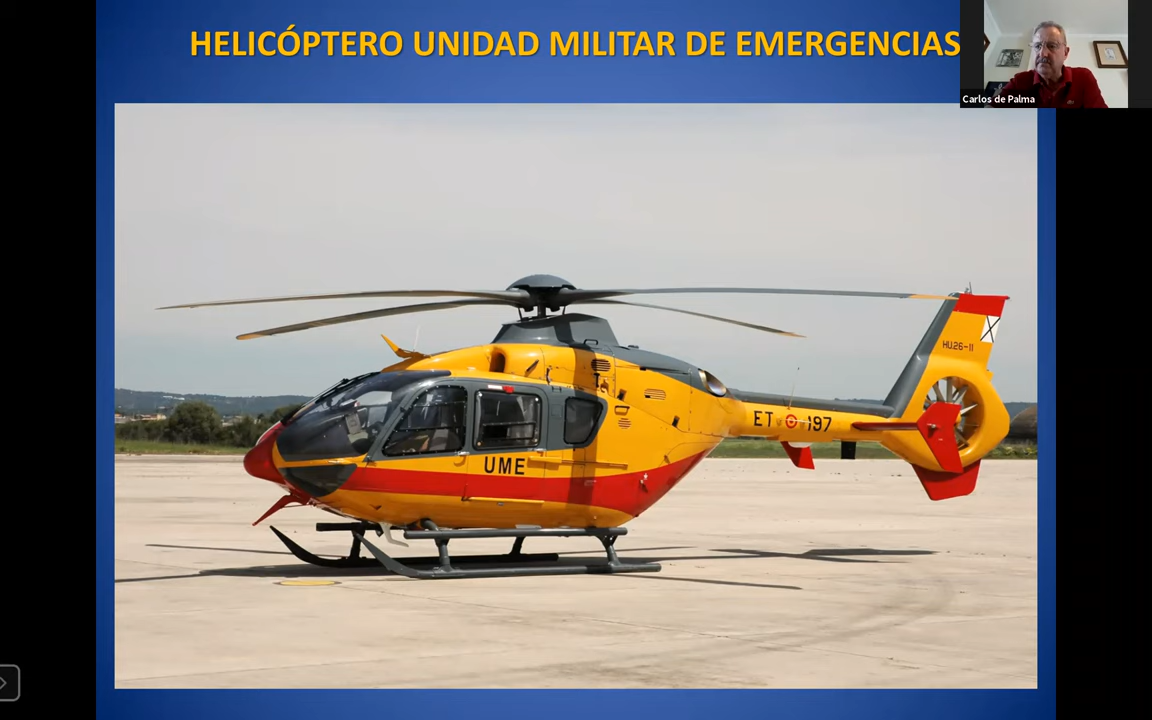 HELICÓPTERO UNIDAD MILITAR DE EMERGENCIAS
Carlos de Palma
HU.26-11
ET 197
UME